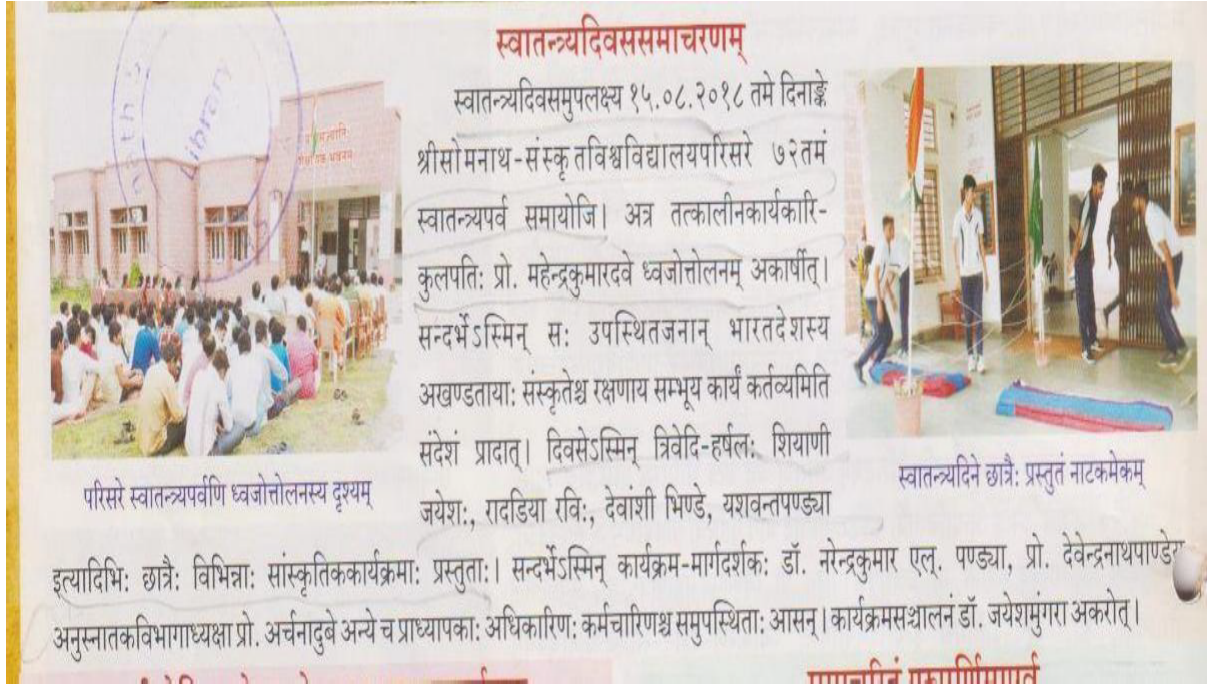 स्वातन्त्र्यदिवससमाचरणम्
स्वातन्त्र्यदिवसमुपलक्ष्य १५.०८.२०१८ तमे दिनाङ्के
श्रीसोमनाथ-संस्कृतविश्वविद्यालयपरिसरे ७२तमं
स्वातन्त्र्यपर्व समायोजि। अत्र तत्कालीनकार्यकारि-
कुलपतिः प्रो. महेन्द्रकुमारदवे ध्वजोत्तोलनम् अकार्षीत्।
सन्दर्भेऽस्मिन् सः उपस्थितजनान् भारतदेशस्य
अखण्डतायाः संस्कृतेश्च रक्षणाय सम्भूय कार्यं कर्तव्यमिति
संदेशं प्रादात्। दिवसेऽस्मिन् त्रिवेदि-हर्षलः शियाणी
जयेशः, रादडिया रविः, देवांशी भिण्डे, यशवन्तपण्ड्या
इत्यादिभिः छात्रैः विभिन्नाः सांस्कृतिककार्यक्रमाः प्रस्तुताः। सन्दर्भेऽस्मिन् कार्यक्रम-मार्गदर्शकः डॉ. नरेन्द्रकुमार एल्. पण्ड्या, प्रो. देवेन्द्रनाथपाण्डेय
अनुस्नातकविभागाध्यक्षा प्रो. अर्चनादुबे अन्ये च प्राध्यापकाः अधिकारिणः कर्मचारिणश्च समुपस्थिताः आसन्। कार्यक्रमसञ्चालनं डॉ. जयेशमुंगरा अकरोत्।
परिसरे स्वातन्त्र्यपर्वणि ध्वजोत्तोलनस्य दृश्यम्
स्वातन्त्र्यदिने छात्रैः प्रस्तुतं नाटकमेकम्
Library